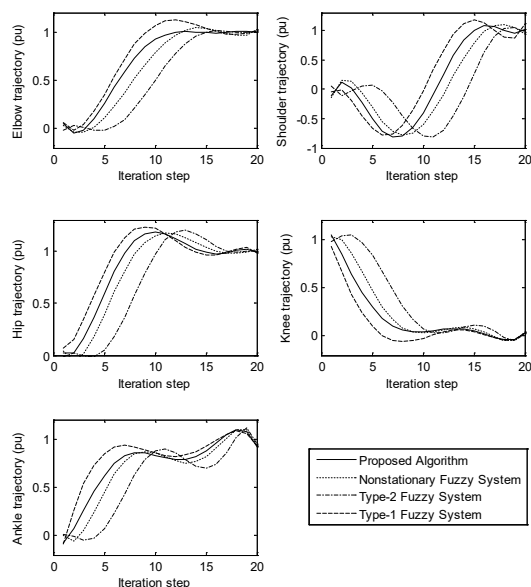 Elbow trajectory (pu)
1
0.5
0
0 5 10 15 20
Iteration step
Shoulder trajectory (pu)
1
0.5
0
-0.5
-1
0 5 10 15 20
Iteration step
Hip trajectory (pu)
1
0.5
0
0 5 10 15 20
Iteration step
Knee trajectory (pu)
1
0.5
0
0 5 10 15 20
Iteration step
Ankle trajectory (pu)
1
0.5
0
0 5 10 15 20
Iteration step
Proposed Algorithm
Nonstationary Fuzzy System
Type-2 Fuzzy System
Type-1 Fuzzy System